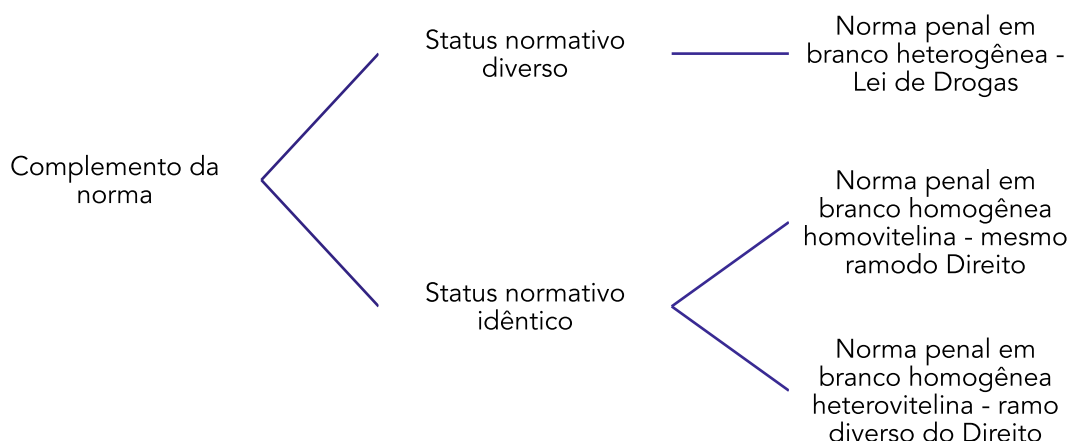 Complemento da
norma
Status normativo
diverso
Norma penal em
branco heterogênea -
Lei de Drogas
Status normativo
idêntico
Norma penal em
branco homogênea
homovitelina - mesmo
ramodo Direito
Norma penal em
branco homogênea
heterovitelina - ramo
diverso do Direito